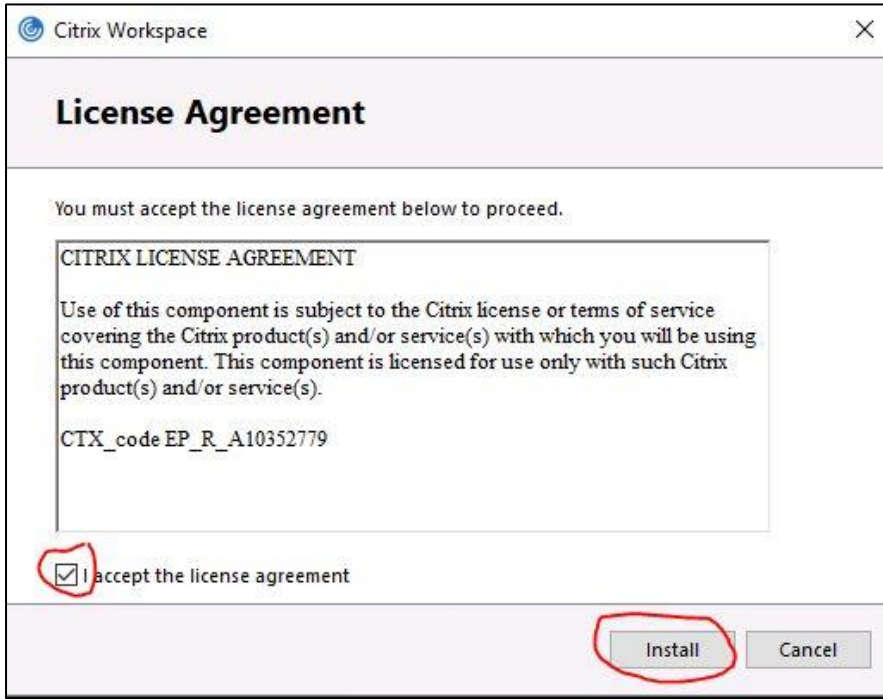 Citrix Workspace
License Agreement
You must accept the license agreement below to proceed.
CITRIX LICENSE AGREEMENT
Use of this component is subject to the Citrix license or terms of service
covering the Citrix product(s) and/or service(s) with which you will be using
this component. This component is licensed for use only with such Citrix
product(s) and/or service(s).
CTX_code EP_R_A10352779
I accept the license agreement
Install Cancel